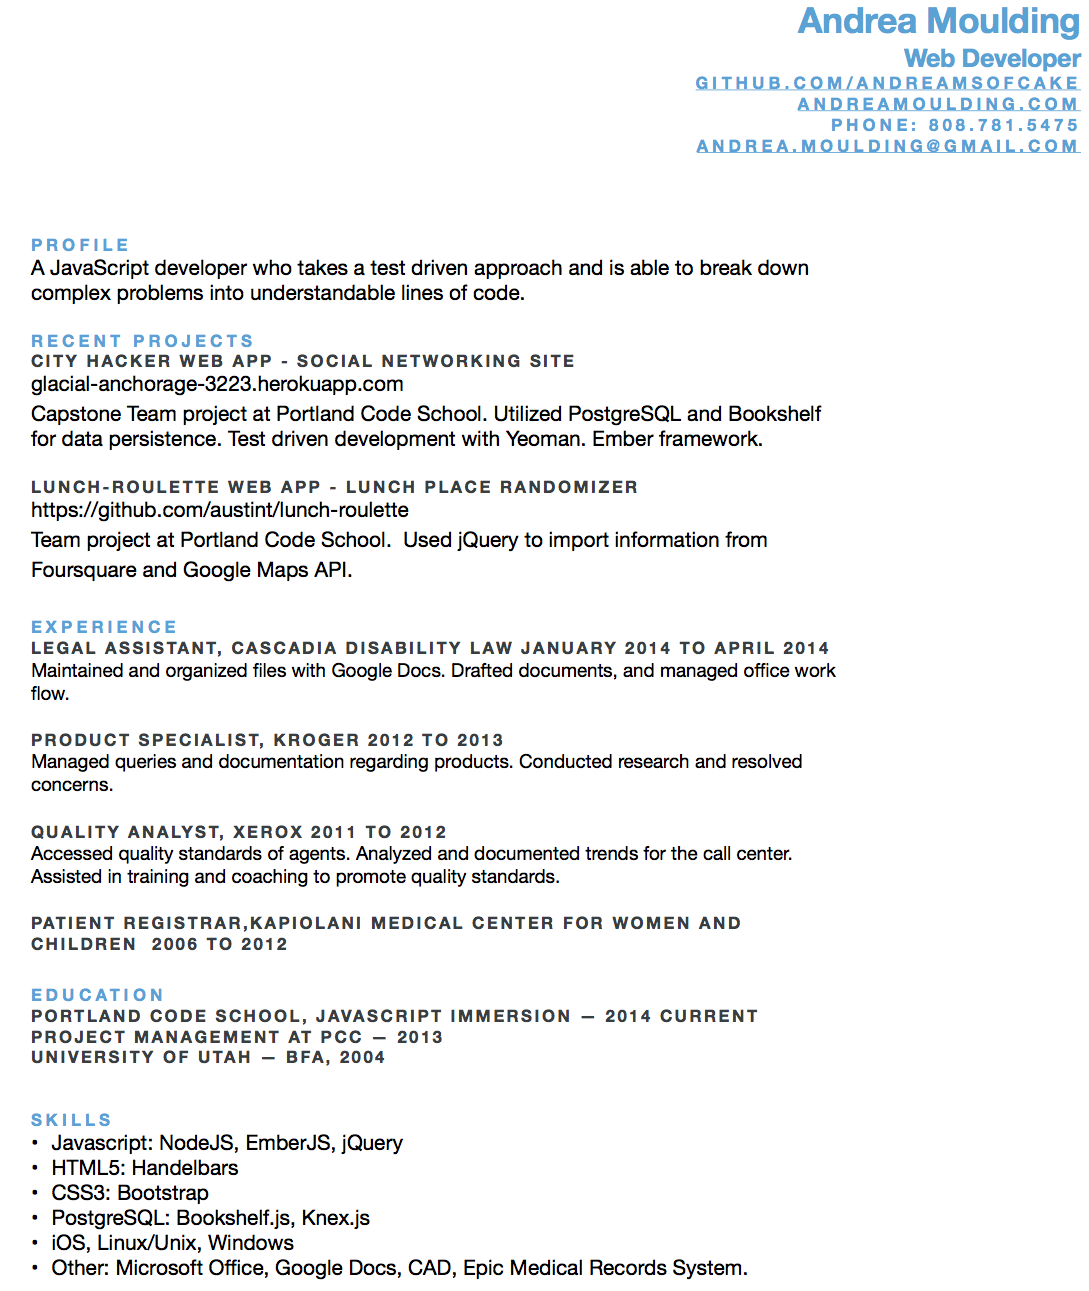 Andrea Moulding
Web Developer
GITHUB.COM/ANDREAMSOFCAKE
ANDREAMOULDING.COM
PHONE: 808.781.5475
ANDREA.MOULDING@GMAIL.COM
PROFILE
A JavaScript developer who takes a test driven approach and is able to break down
complex problems into understandable lines of code.
RECENT PROJECTS
CITY HACKER WEB APP - SOCIAL NETWORKING SITE
glacial-anchorage-3223.herokuapp.com
Capstone Team project at Portland Code School. Utilized PostgreSQL and Bookshelf
for data persistence. Test driven development with Yeoman. Ember framework.
LUNCH-ROULETTE WEB APP - LUNCH PLACE RANDOMIZER
https://github.com/austint/lunch-roulette
Team project at Portland Code School.  Used jQuery to import information from
Foursquare and Google Maps API.
EXPERIENCE
LEGAL ASSISTANT, CASCADIA DISABILITY LAW JANUARY 2014 TO APRIL 2014
Maintained and organized files with Google Docs. Drafted documents, and managed office work
flow.
PRODUCT SPECIALIST, KROGER 2012 TO 2013
Managed queries and documentation regarding products. Conducted research and resolved
concerns.
QUALITY ANALYST, XEROX 2011 TO 2012
Accessed quality standards of agents. Analyzed and documented trends for the call center.
Assisted in training and coaching to promote quality standards.
PATIENT REGISTRAR,KAPIOLANI MEDICAL CENTER FOR WOMEN AND
CHILDREN  2006 TO 2012
EDUCATION
PORTLAND CODE SCHOOL, JAVASCRIPT IMMERSION — 2014 CURRENT
PROJECT MANAGEMENT AT PCC — 2013
UNIVERSITY OF UTAH — BFA, 2004
SKILLS
• Javascript: NodeJS, EmberJS, jQuery
• HTML5: Handelbars
• CSS3: Bootstrap
• PostgreSQL: Bookshelf.js, Knex.js
• iOS, Linux/Unix, Windows
• Other: Microsoft Office, Google Docs, CAD, Epic Medical Records System.